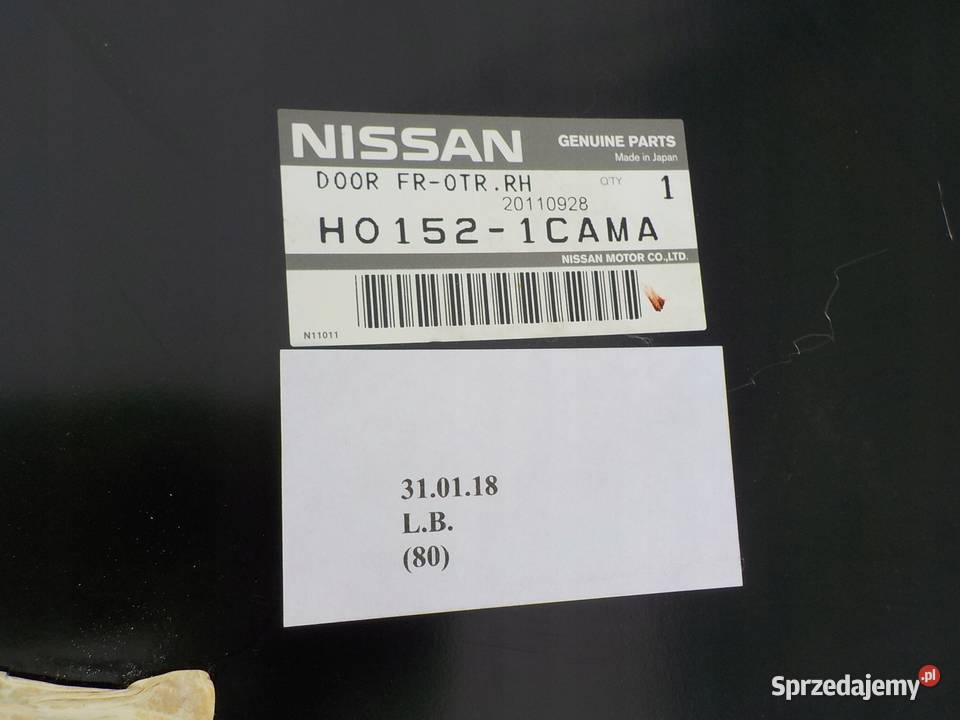 NISSAN
GENUINE PARTS
Made in Japan
DOOR FR-OTR.RH
Q'TY 1
20110928
H0152-1CAMA
NISSAN MOTOR CO.,LTD.
N11011
31.01.18
L.B.
(80)
Sprzedajemy.pl